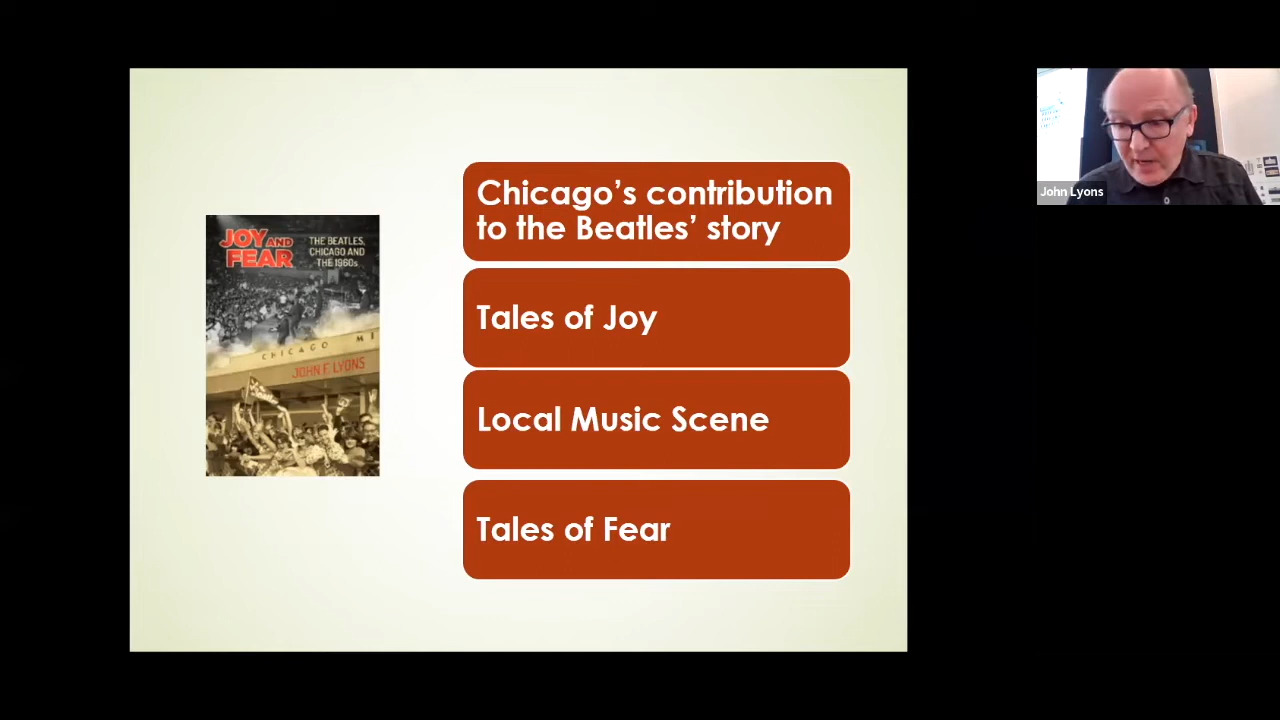 JOY AND
FEAR
THE BEATLES,
CHICAGO AND
THE 1960s
CHICAGO
JOHN F. LYONS
Chicago’s contribution
to the Beatles’ story
Tales of Joy
Local Music Scene
Tales of Fear
John Lyons